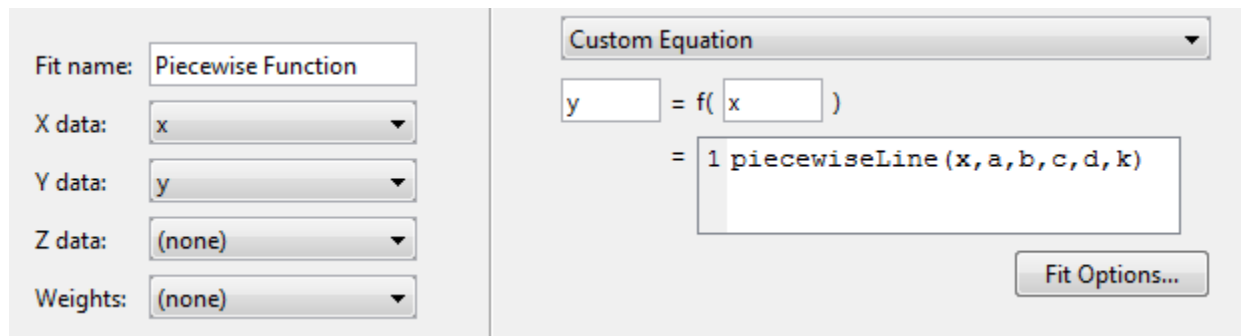 Fit name: Piecewise Function
X data: x
Y data: y
Z data: (none)
Weights: (none)
Custom Equation
y = f( x )
= 1 piecewiseLine(x,a,b,c,d,k)
Fit Options...